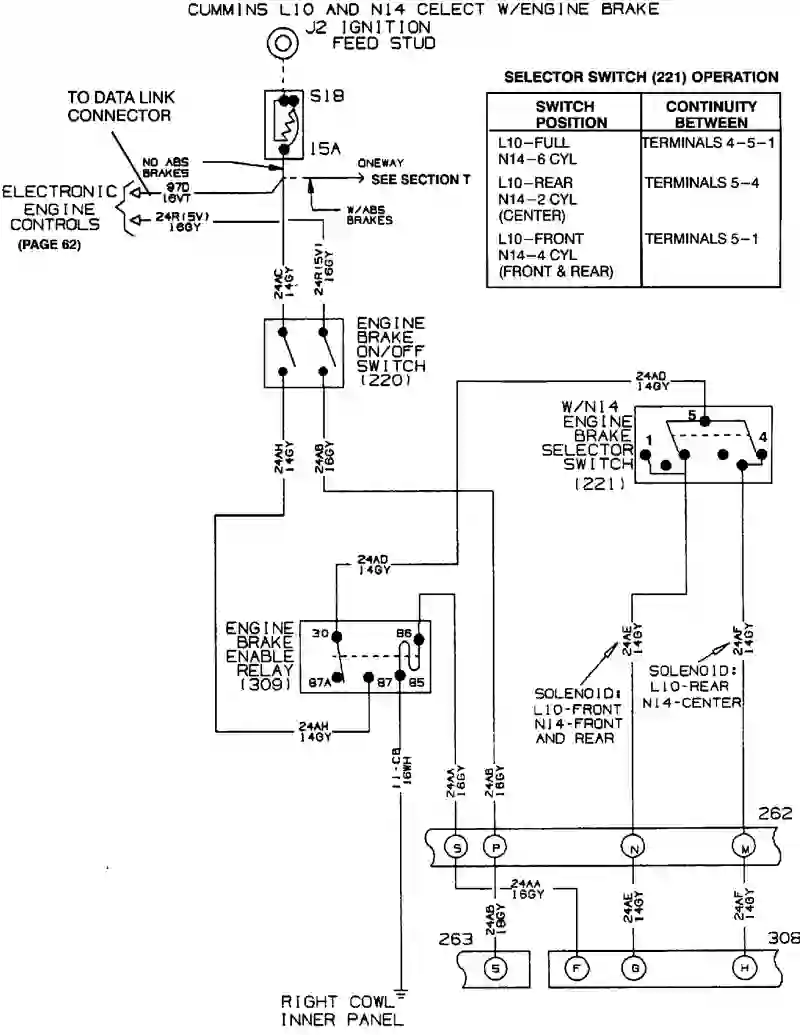 CUMMINS L10 AND N14 CELECT W/ENGINE BRAKE
J2 IGNITION
FEED STUD
S18
15A
SELECTOR SWITCH (221) OPERATION
SWITCH POSITION
CONTINUITY BETWEEN
L10-FULL
N14-6 CYL
TERMINALS 4-5-1
L10-REAR
N14-2 CYL
(CENTER)
TERMINALS 5-4
L10-FRONT
N14-4 CYL
(FRONT & REAR)
TERMINALS 5-1
TO DATA LINK
CONNECTOR
NO ABS
BRAKES
ONEWAY
SEE SECTION T
W/ABS
BRAKES
97D
16VT
24R(5V)
16GY
ELECTRONIC
ENGINE
CONTROLS
(PAGE 62)
24AC
14GY
24R(5V)
16GY
ENGINE
BRAKE
ON/OFF
SWITCH
(220)
24AH
14GY
24AB
16GY
24AD
14GY
W/N14
ENGINE
BRAKE
SELECTOR
SWITCH
(221)
5
1
4
24AD
14GY
ENGINE
BRAKE
ENABLE
RELAY
(309)
30
86
87A
87
85
24AH
14GY
11-CB
16WH
24AA
16GY
24AB
16GY
24AE
14GY
24AF
14GY
SOLENOID:
L10-FRONT
N14-FRONT
AND REAR
SOLENOID:
L10-REAR
N14-CENTER
262
S
P
N
M
24AA
16GY
24AB
18GY
24AE
14GY
24AF
14GY
263
308
5
F
G
H
RIGHT COWL
INNER PANEL